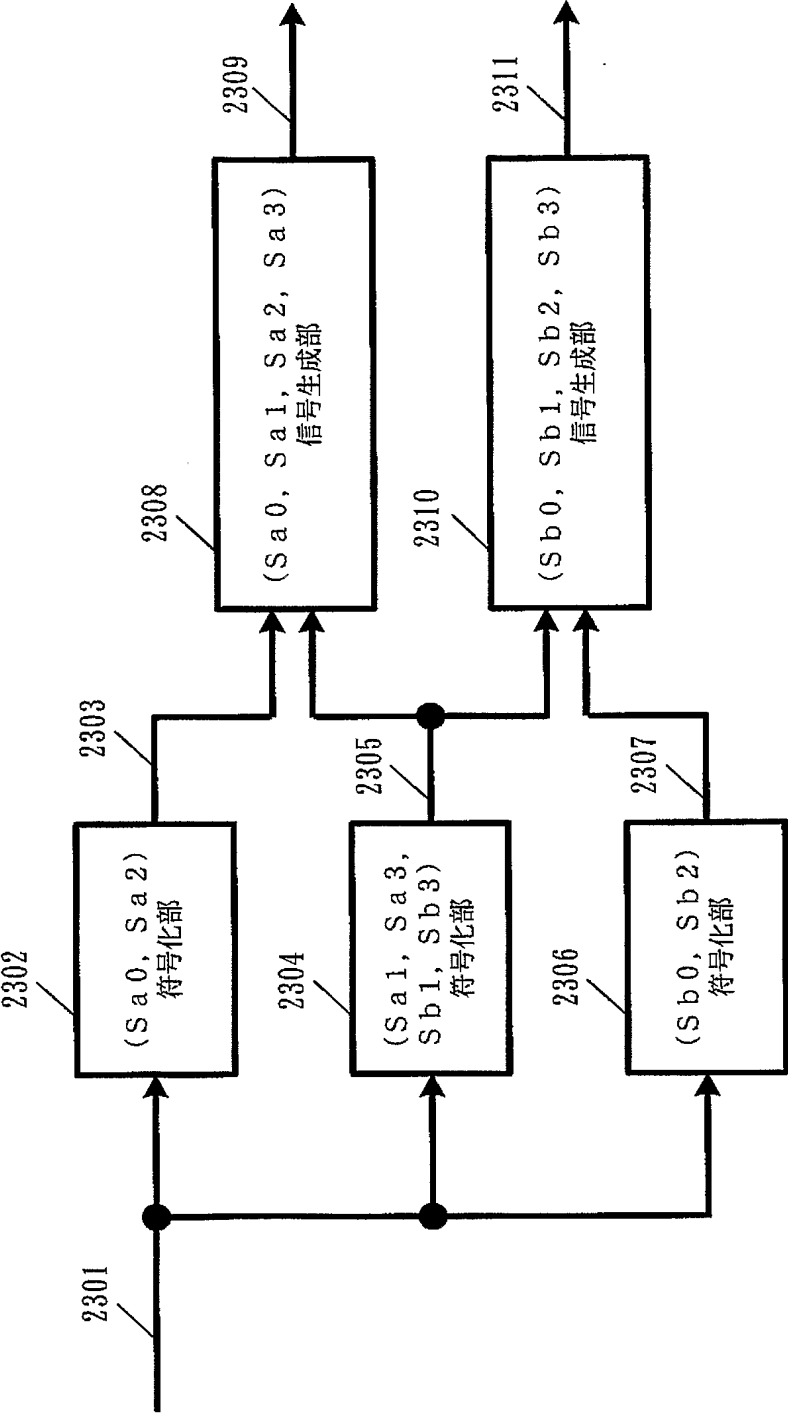 2301
2302
(Sa0, Sa2)
符号化部
2303
2304
(Sa1, Sa3,
Sb1, Sb3)
符号化部
2305
2306
(Sb0, Sb2)
符号化部
2307
2308
(Sa0, Sa1, Sa2, Sa3)
信号生成部
2309
2310
(Sb0, Sb1, Sb2, Sb3)
信号生成部
2311